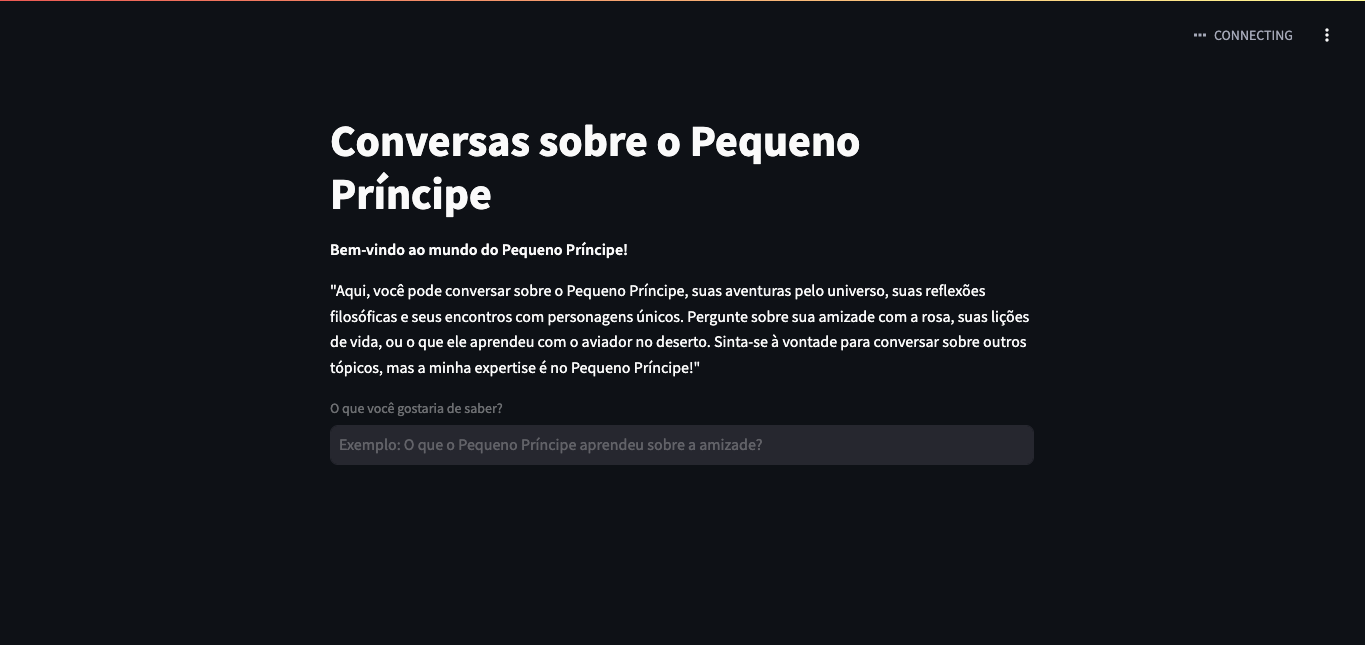 CONNECTING
Conversas sobre o Pequeno
Príncipe
Bem-vindo ao mundo do Pequeno Príncipe!
"Aqui, você pode conversar sobre o Pequeno Príncipe, suas aventuras pelo universo, suas reflexões
filosóficas e seus encontros com personagens únicos. Pergunte sobre sua amizade com a rosa, suas lições
de vida, ou o que ele aprendeu com o aviador no deserto. Sinta-se à vontade para conversar sobre outros
tópicos, mas a minha expertise é no Pequeno Príncipe!"
O que você gostaria de saber?
Exemplo: O que o Pequeno Príncipe aprendeu sobre a amizade?